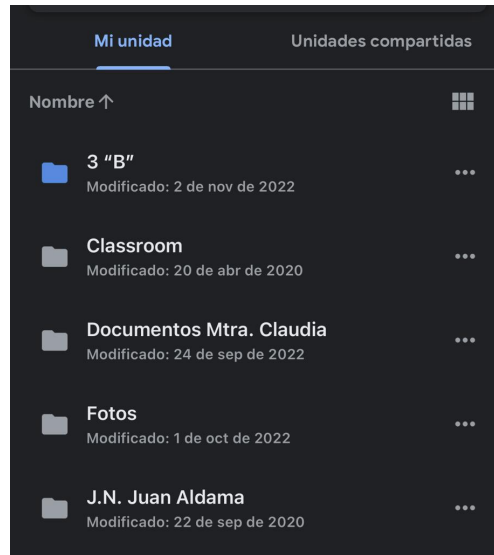 Mi unidad Unidades compartidas
Nombre ↑
3 “B”
Modificado: 2 de nov de 2022
Classroom
Modificado: 20 de abr de 2020
Documentos Mtra. Claudia
Modificado: 24 de sep de 2022
Fotos
Modificado: 1 de oct de 2022
J.N. Juan Aldama
Modificado: 22 de sep de 2020